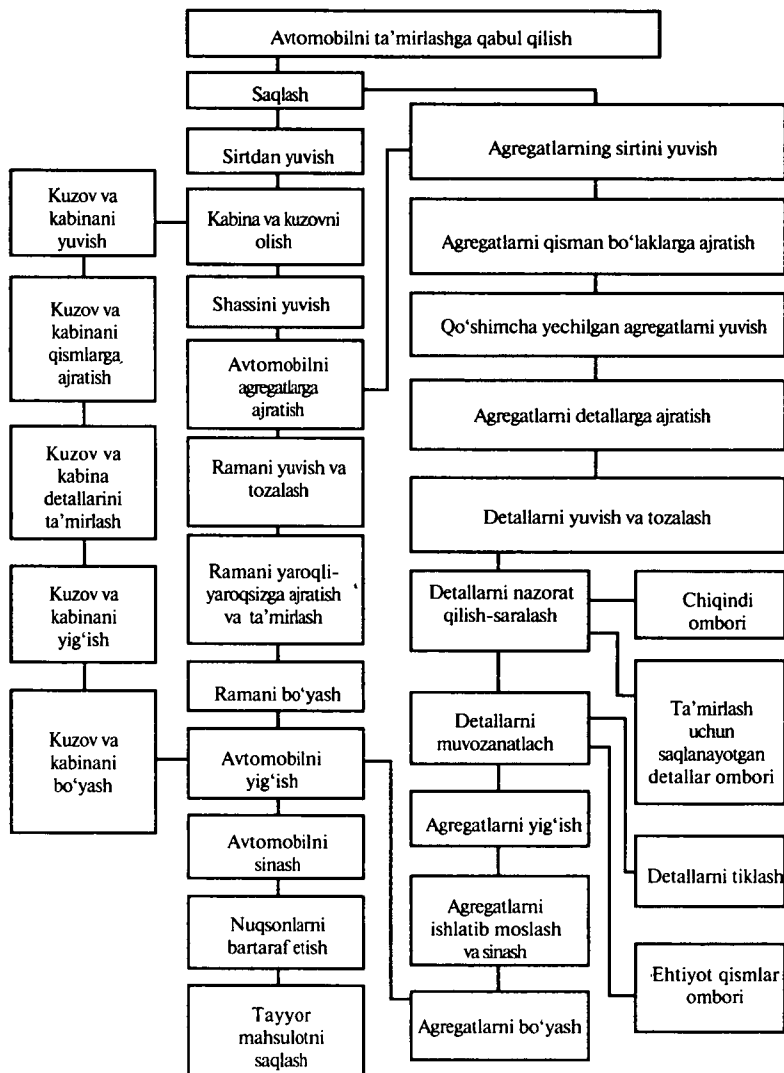 Avtomobilni ta’mirlashga qabul qilish
Saqlash
Sirtdan yuvish
Kabina va kuzovni
olish
Shassini yuvish
Avtomobilni
agregatlarga
ajratish
Ramani yuvish va
tozalash
Ramani yaroqli-
yaroqsizga ajratish
va ta’mirlash
Ramani bo‘yash
Avtomobilni
yig‘ish
Avtomobilni
sinash
Nuqsonlarni
bartaraf etish
Tayyor
mahsulotni
saqlash
Kuzov va
kabinani
yuvish
Kuzov va
kabinani
qismlarga
ajratish
Kuzov va
kabina
detallarini
ta’mirlash
Kuzov va
kabinani
yig‘ish
Kuzov va
kabinani
bo‘yash
Agregatlarning sirtini yuvish
Agregatlarni qisman bo‘laklarga ajratish
Qo‘shimcha yechilgan agregatlarni yuvish
Agregatlarni detallarga ajratish
Detallarni yuvish va tozalash
Detallarni nazorat
qilish-saralash
Detallarni
muvozanatlach
Agregatlarni yig‘ish
Agregatlarni
ishlatib moslash
va sinash
Agregatlarni bo‘yash
Chiqindi
ombori
Ta’mirlash
uchun
saqlanayotgan
detallar ombori
Detallarni tiklash
Ehtiyot qismlar
ombori